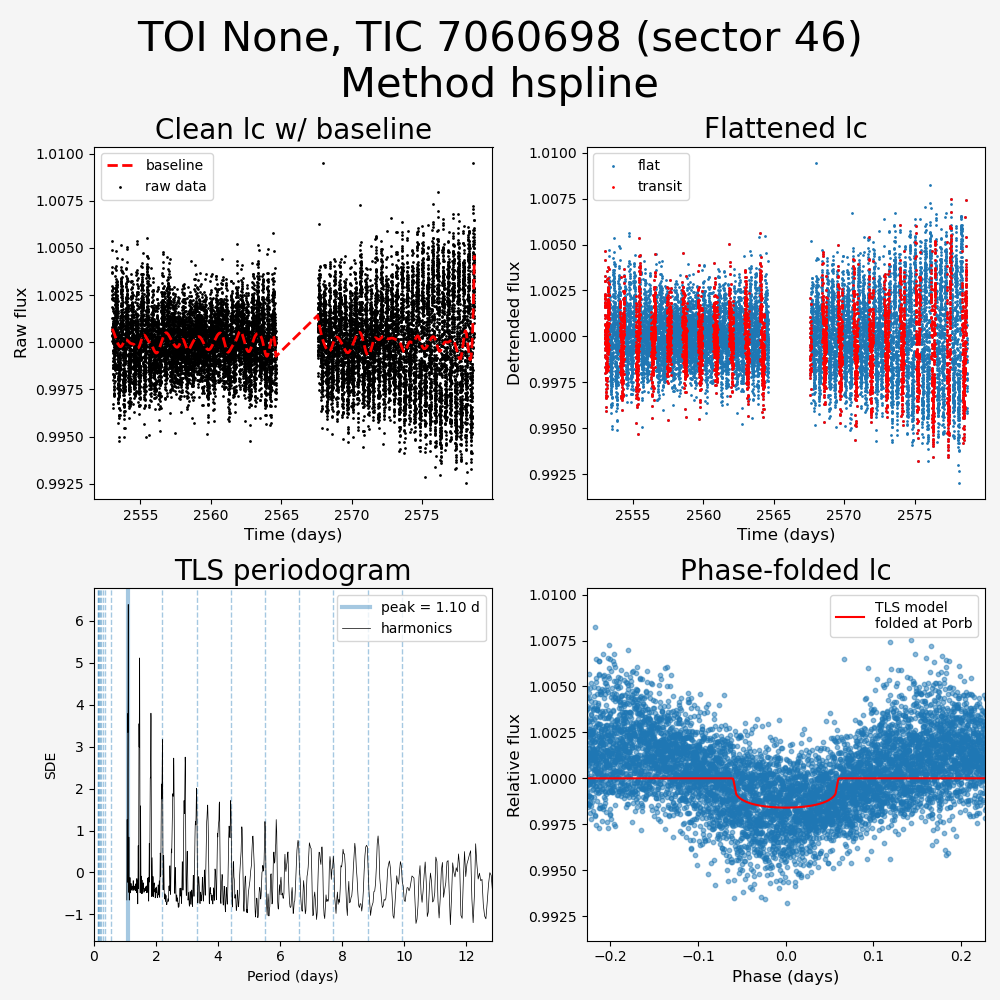 TOI None, TIC 7060698 (sector 46)
Method hspline
Clean lc w/ baseline
Flattened lc
baseline
raw data
flat
transit
1.0100
1.0075
1.0050
1.0025
1.0000
0.9975
0.9950
0.9925
Raw flux
2555
2560
2565
2570
2575
Time (days)
1.0100
1.0075
1.0050
1.0025
1.0000
0.9975
0.9950
0.9925
Detrended flux
2555
2560
2565
2570
2575
Time (days)
TLS periodogram
Phase-folded lc
peak = 1.10 d
harmonics
TLS model
folded at Porb
6
5
4
3
2
1
0
−1
SDE
0
2
4
6
8
10
12
Period (days)
1.0100
1.0075
1.0050
1.0025
1.0000
0.9975
0.9950
0.9925
Relative flux
−0.2
−0.1
0.0
0.1
0.2
Phase (days)